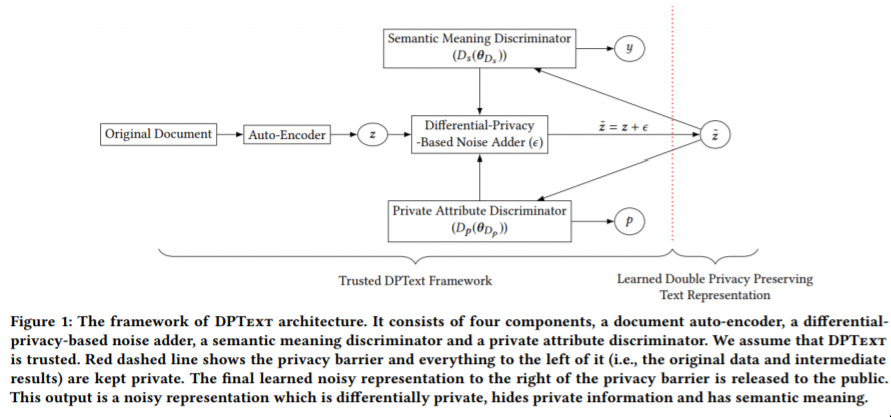 Semantic Meaning Discriminator
(D_s(θ_{D_s}))
y
Original Document
Auto-Encoder
z
Differential-Privacy
-Based Noise Adder (ϵ)
z̃ = z + ϵ
z̃
Private Attribute Discriminator
(D_p(θ_{D_p}))
p
Trusted DPText Framework
Learned Double Privacy Preserving
Text Representation
Figure 1: The framework of DPTEXT architecture. It consists of four components, a document auto-encoder, a differential-
privacy-based noise adder, a semantic meaning discriminator and a private attribute discriminator. We assume that DPTEXT
is trusted. Red dashed line shows the privacy barrier and everything to the left of it (i.e., the original data and intermediate
results) are kept private. The final learned noisy representation to the right of the privacy barrier is released to the public.
This output is a noisy representation which is differentially private, hides private information and has semantic meaning.